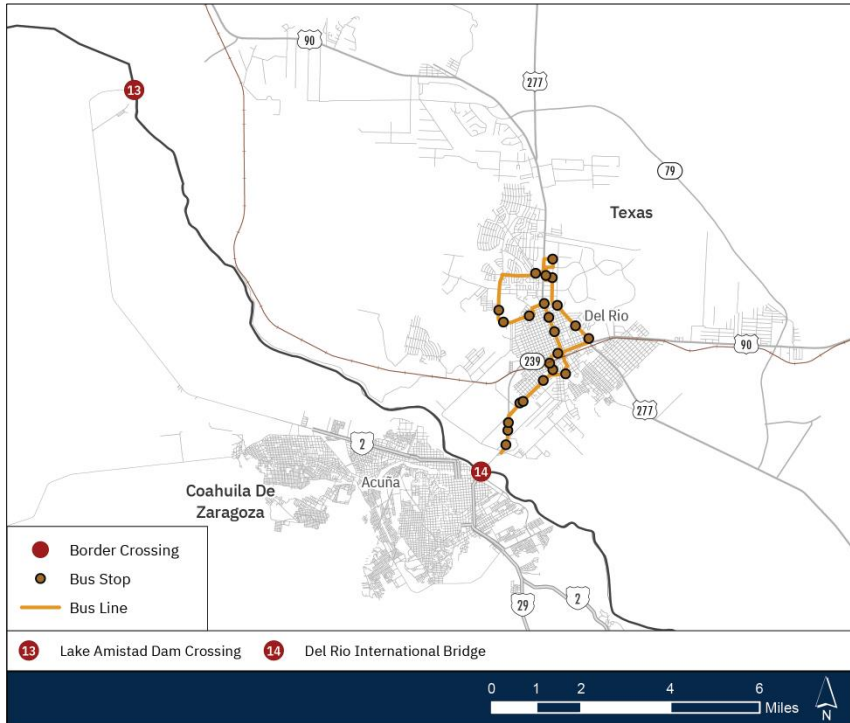 90
277
13
79
Texas
Del Rio
90
239
277
2
14
Acuña
Coahuila De
Zaragoza
29
2
Border Crossing
Bus Stop
Bus Line
13 Lake Amistad Dam Crossing 14 Del Rio International Bridge
0 1 2 4 6
Miles
N